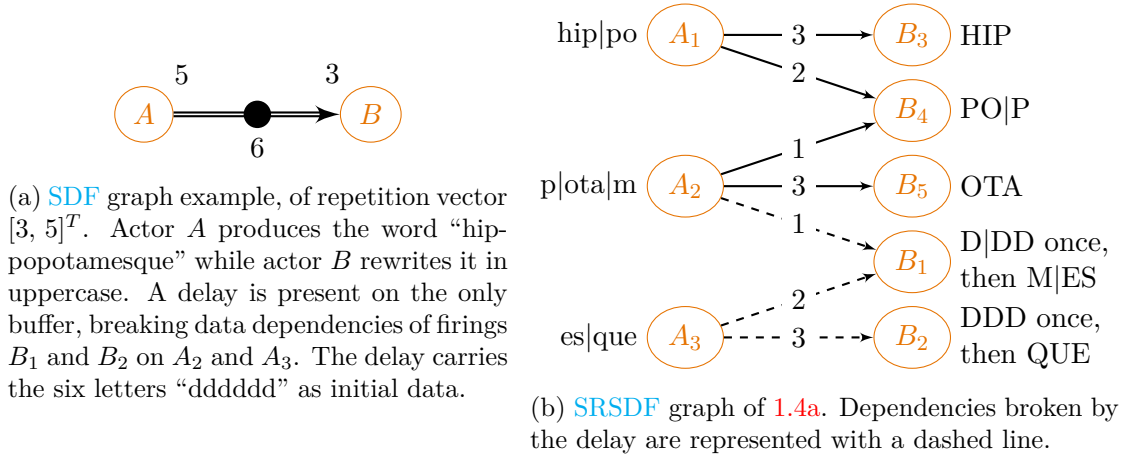 5
3
A
B
6
(a) SDF graph example, of repetition vector
[3, 5]^T. Actor A produces the word “hip-
popotamesque” while actor B rewrites it in
uppercase. A delay is present on the only
buffer, breaking data dependencies of firings
B₁ and B₂ on A₂ and A₃. The delay carries
the six letters “dddddd” as initial data.
hip|po
A₁
3
B₃
HIP
2
B₄
PO|P
1
p|ota|m
A₂
3
B₅
OTA
1
B₁
D|DD once,
then M|ES
2
es|que
A₃
3
B₂
DDD once,
then QUE
(b) SRSDF graph of 1.4a. Dependencies broken by
the delay are represented with a dashed line.